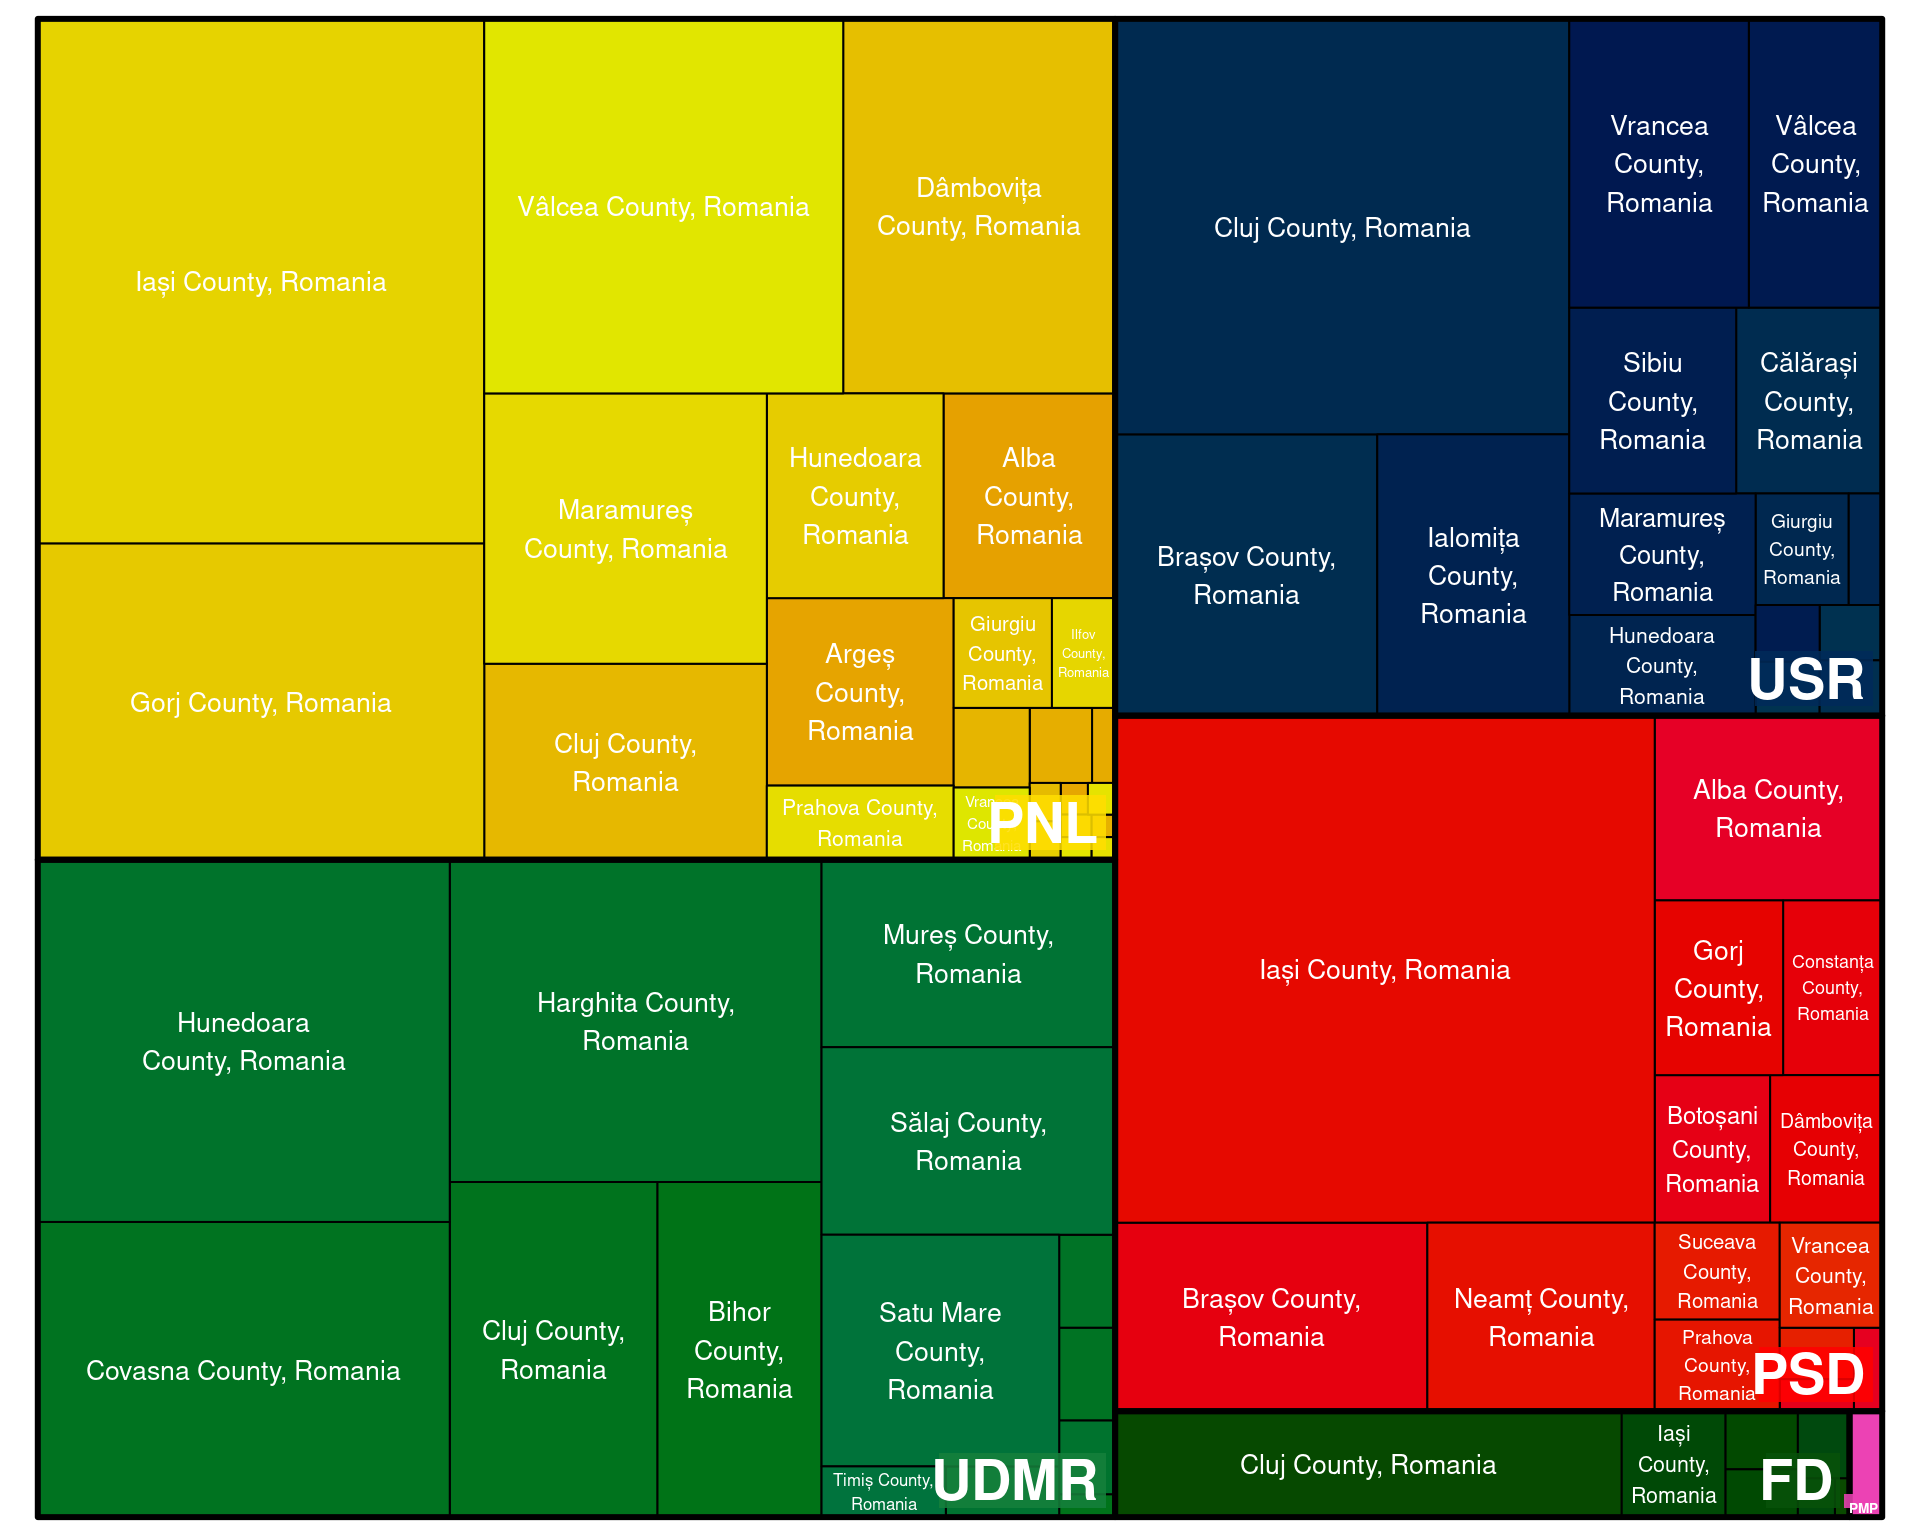 Iași County, Romania
Gorj County, Romania
Vâlcea County, Romania
Dâmbovița
County, Romania
Maramureș
County, Romania
Cluj County,
Romania
Hunedoara
County,
Romania
Alba
County,
Romania
Argeș
County,
Romania
Prahova County,
Romania
Giurgiu
County,
Romania
Ilfov
County,
Romania
PNL
Cluj County, Romania
Vrancea
County,
Romania
Vâlcea
County,
Romania
Sibiu
County,
Romania
Călărași
County,
Romania
Brașov County,
Romania
Ialomița
County,
Romania
Maramureș
County,
Romania
Giurgiu
County,
Romania
Hunedoara
County,
Romania
USR
Hunedoara
County, Romania
Covasna County, Romania
Harghita County,
Romania
Cluj County,
Romania
Bihor
County,
Romania
Mureș County,
Romania
Sălaj County,
Romania
Satu Mare
County,
Romania
Timiș County,
Romania
UDMR
Iași County, Romania
Alba County,
Romania
Gorj
County,
Romania
Constanța
County,
Romania
Botoșani
County,
Romania
Dâmbovița
County,
Romania
Brașov County,
Romania
Neamț County,
Romania
Suceava
County,
Romania
Vrancea
County,
Romania
Prahova
County,
Romania
PSD
Cluj County, Romania
Iași
County,
Romania
FD
PMP